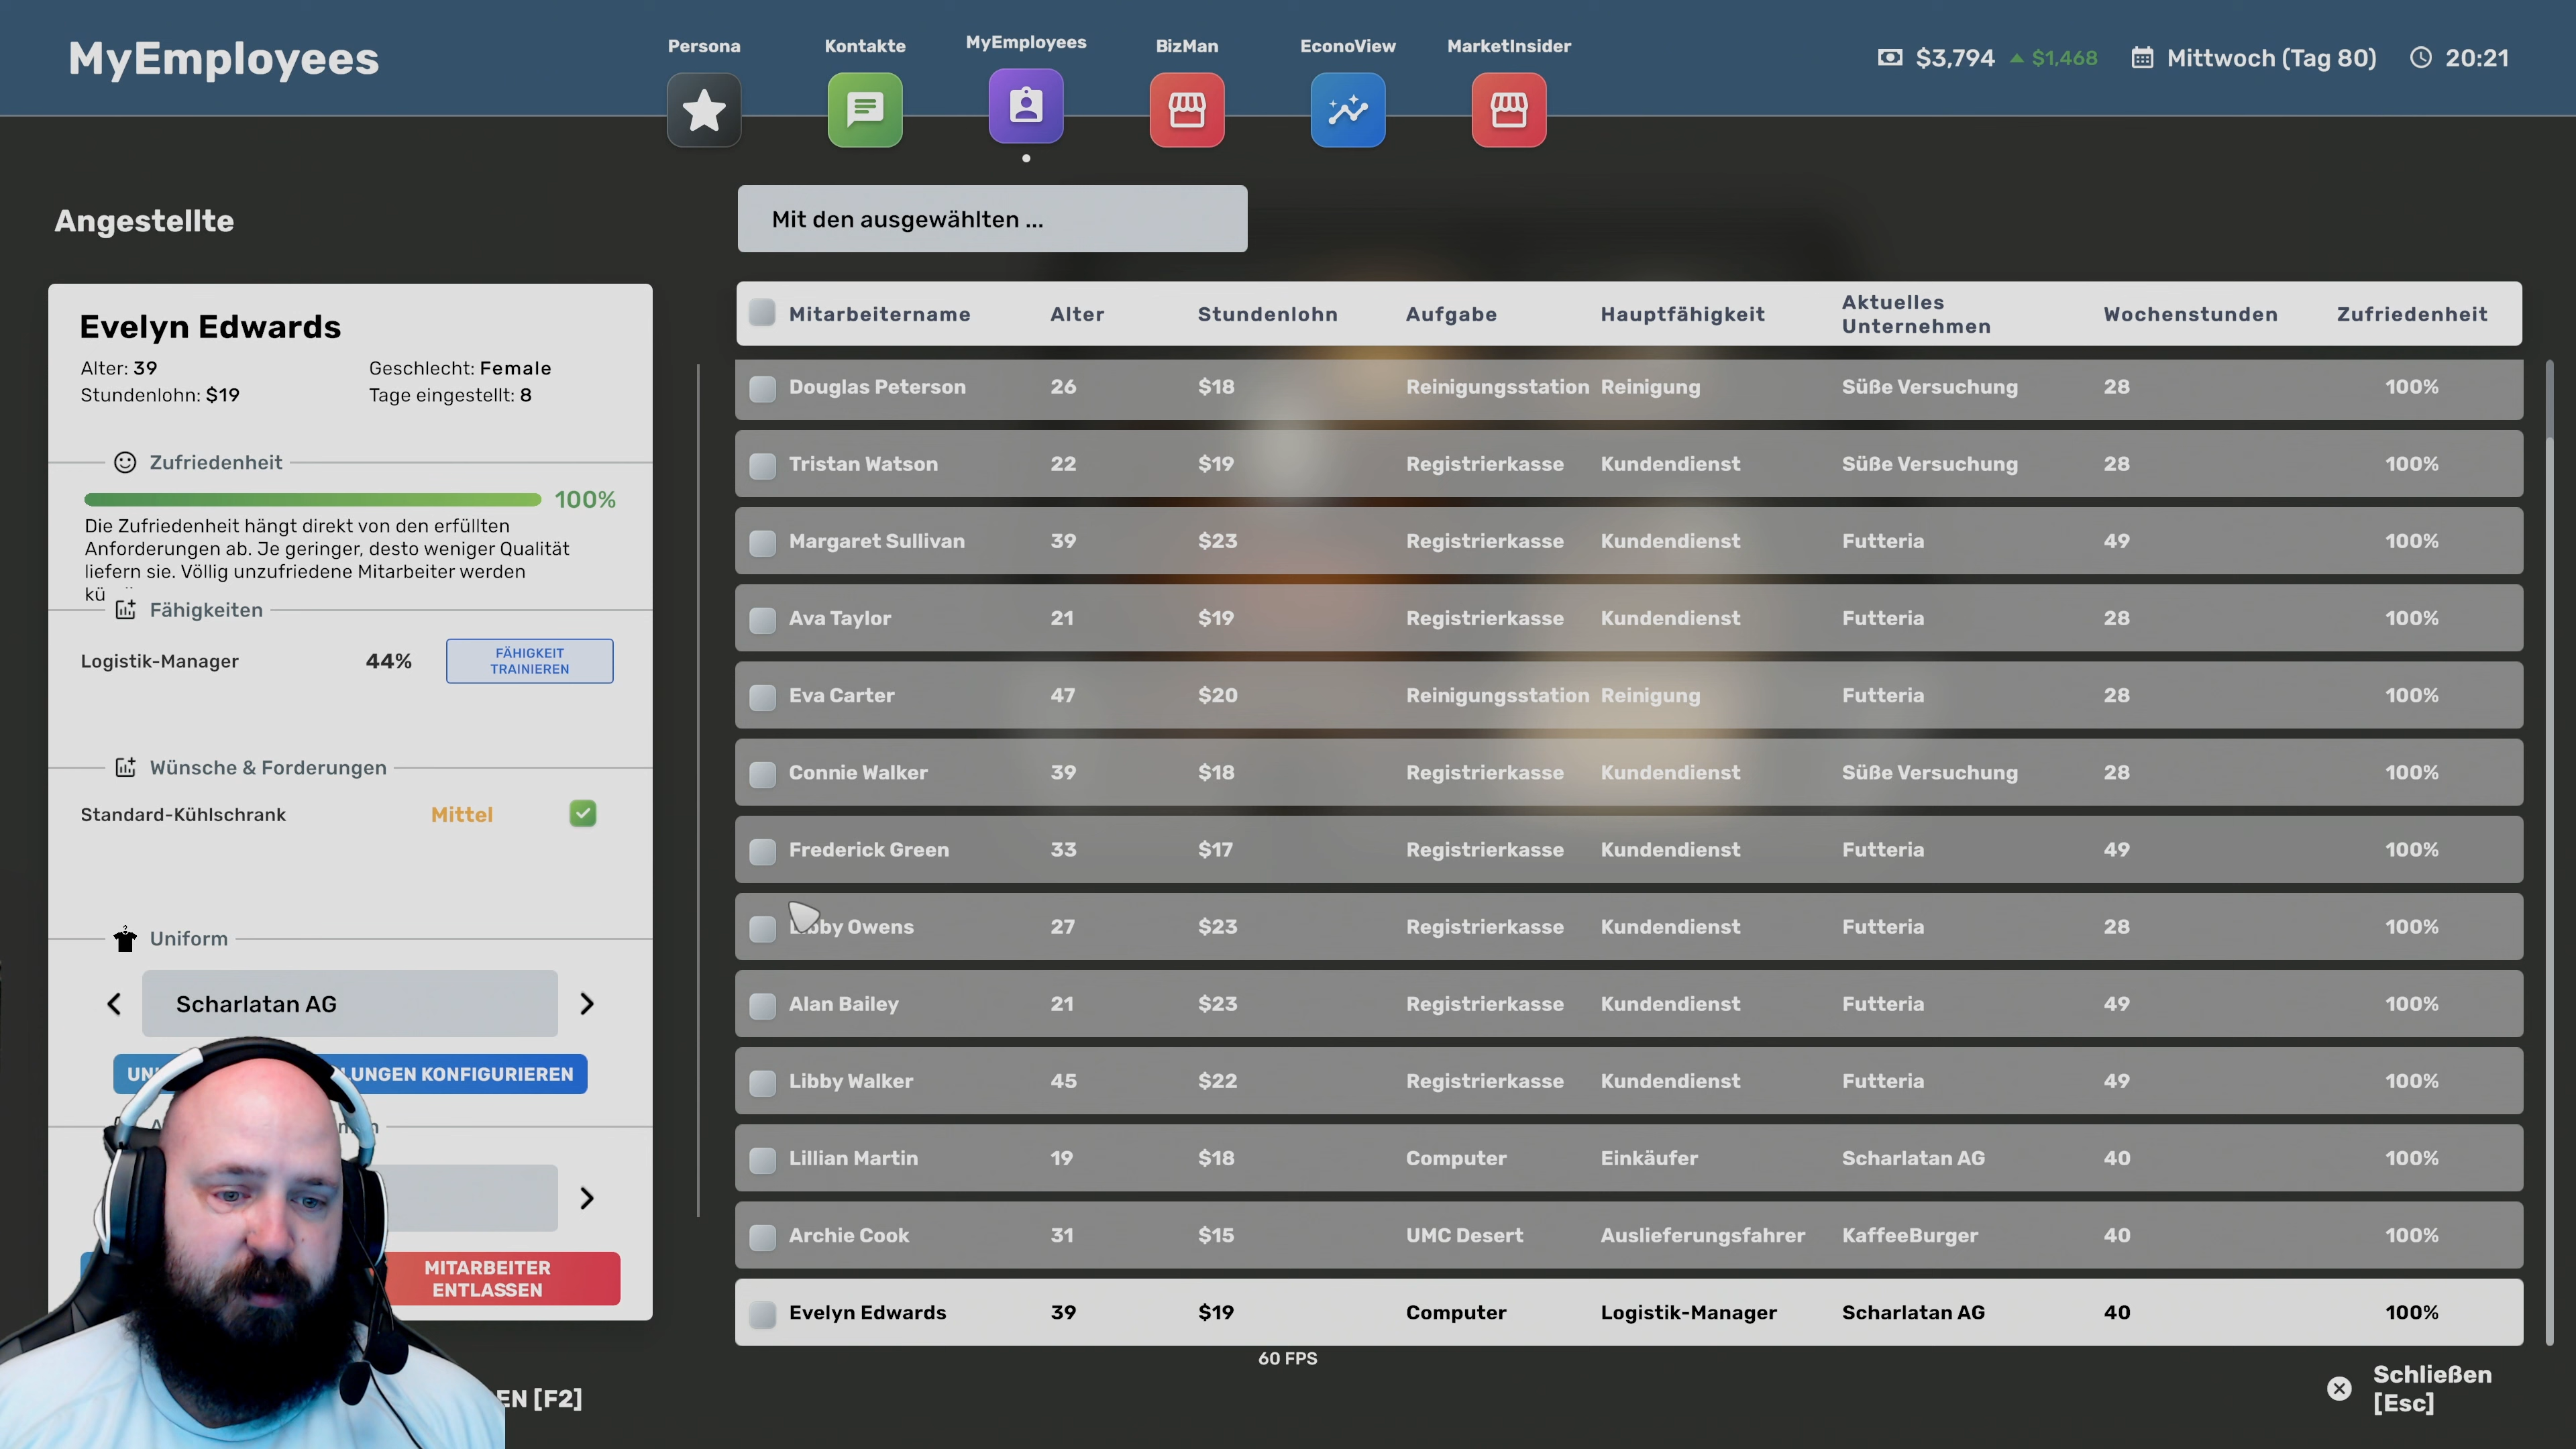 MyEmployees
Persona
Kontakte
MyEmployees
BizMan
EconoView
MarketInsider
$3,794
$1,468
Mittwoch (Tag 80)
20:21
Angestellte
Mit den ausgewählten ...
Evelyn Edwards
Alter: 39
Geschlecht: Female
Stundenlohn: $19
Tage eingestellt: 8
Zufriedenheit
100%
Die Zufriedenheit hängt direkt von den erfüllten
Anforderungen ab. Je geringer, desto weniger Qualität
liefern sie. Völlig unzufriedene Mitarbeiter werden
Fähigkeiten
Logistik-Manager 44%
FÄHIGKEIT
TRAINIEREN
Wünsche & Forderungen
Standard-Kühlschrank Mittel
Uniform
Scharlatan AG
KONFIGURIEREN
MITARBEITER
ENTLASSEN
[F2]
Mitarbeitername Alter Stundenlohn Aufgabe Hauptfähigkeit Aktuelles Unternehmen Wochenstunden Zufriedenheit
Douglas Peterson 26 $18 Reinigungsstation Reinigung Süße Versuchung 28 100%
Tristan Watson 22 $19 Registrierkasse Kundendienst Süße Versuchung 28 100%
Margaret Sullivan 39 $23 Registrierkasse Kundendienst Futteria 49 100%
Ava Taylor 21 $19 Registrierkasse Kundendienst Futteria 28 100%
Eva Carter 47 $20 Reinigungsstation Reinigung Futteria 28 100%
Connie Walker 39 $18 Registrierkasse Kundendienst Süße Versuchung 28 100%
Frederick Green 33 $17 Registrierkasse Kundendienst Futteria 49 100%
Owens 27 $23 Registrierkasse Kundendienst Futteria 28 100%
Alan Bailey 21 $23 Registrierkasse Kundendienst Futteria 49 100%
Libby Walker 45 $22 Registrierkasse Kundendienst Futteria 49 100%
Lillian Martin 19 $18 Computer Einkäufer Scharlatan AG 40 100%
Archie Cook 31 $15 UMC Desert Auslieferungsfahrer KaffeeBurger 40 100%
Evelyn Edwards 39 $19 Computer Logistik-Manager Scharlatan AG 40 100%
60 FPS
Schließen
[Esc]